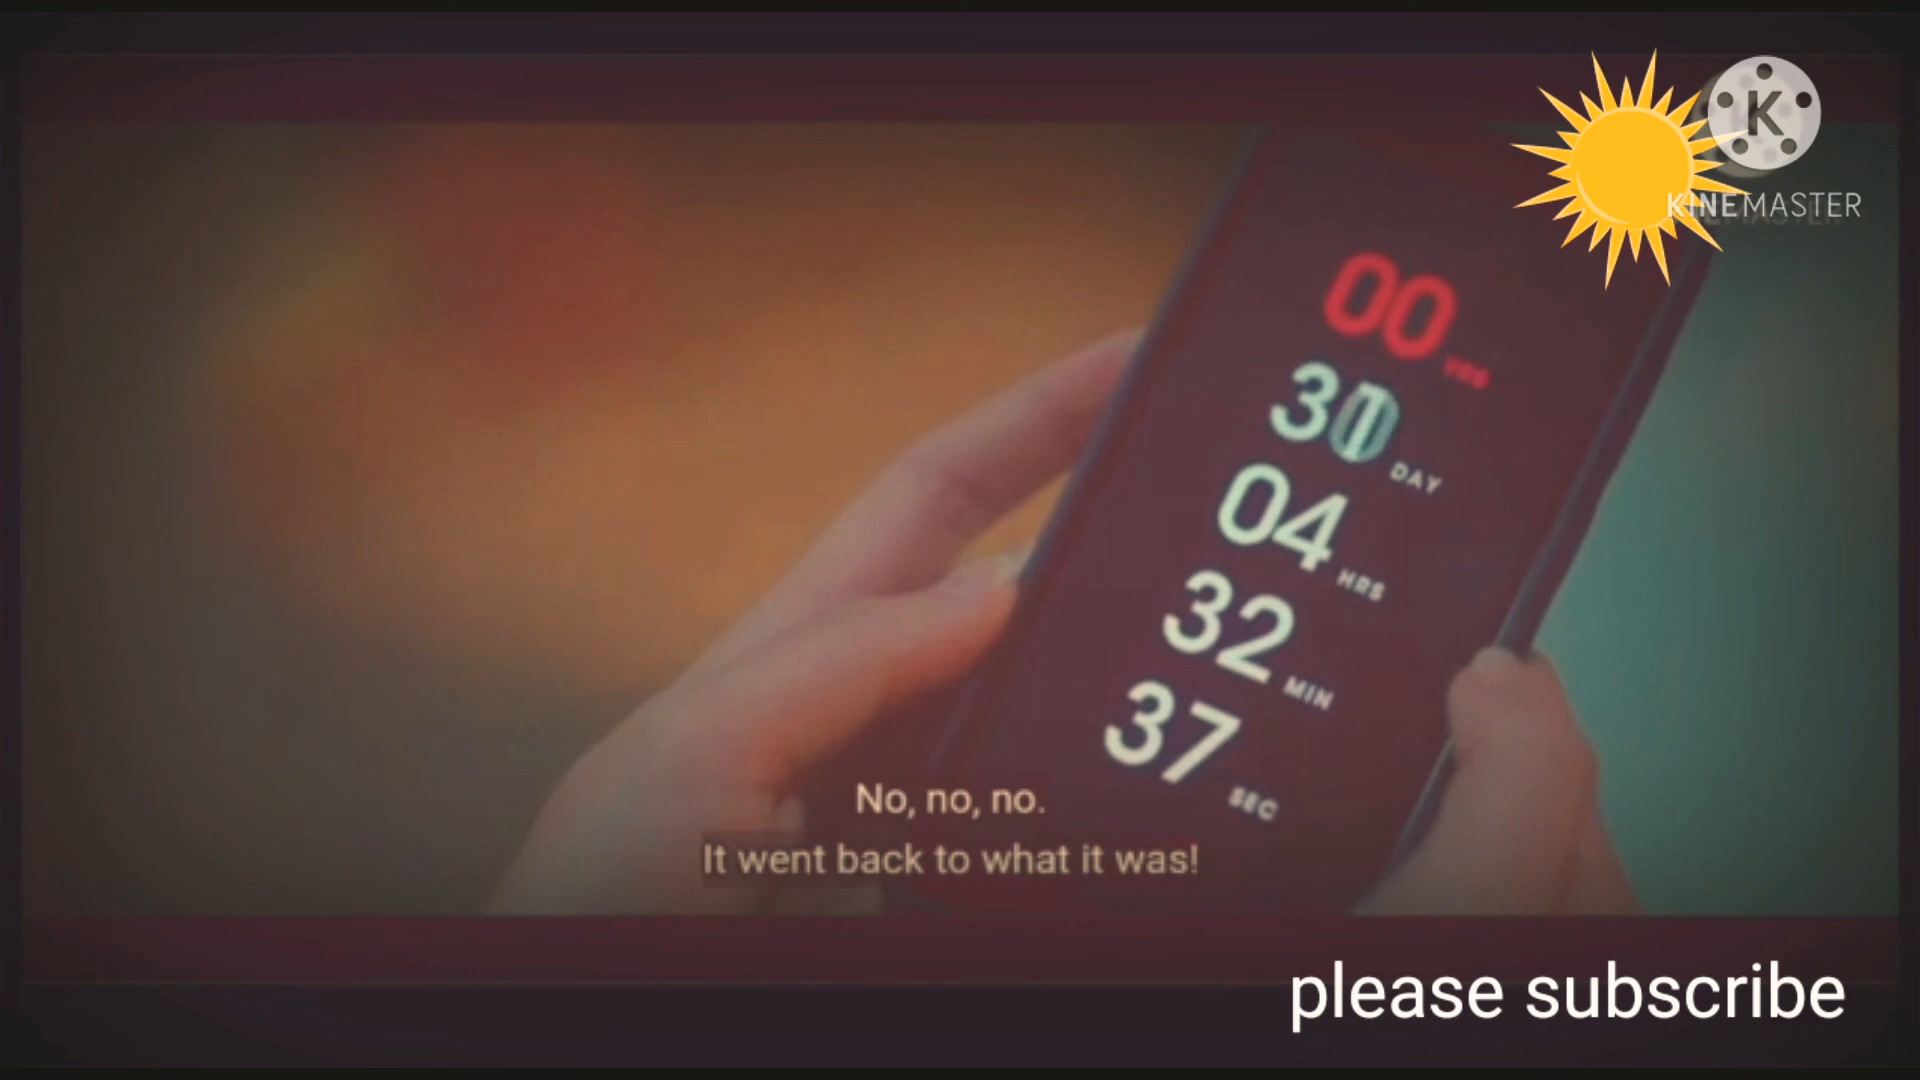 KINEMASTER
00 YRS
DAY
04 HRS
32 MIN
37 SEC
No, no, no.
It went back to what it was!
please subscribe